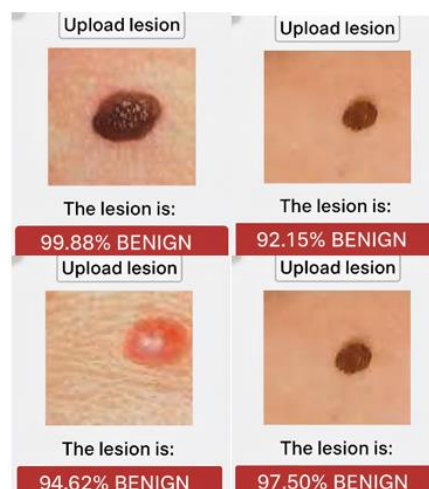 Upload lesion
The lesion is:
99.88% BENIGN
Upload lesion
The lesion is:
92.15% BENIGN
Upload lesion
The lesion is:
94.62% BENIGN
Upload lesion
The lesion is:
97.50% BENIGN